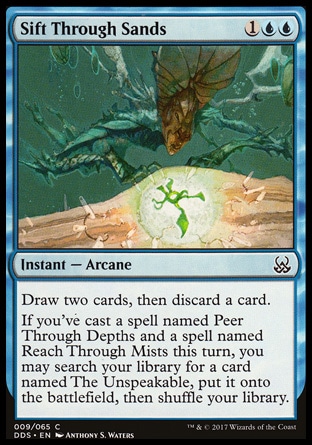 Sift Through Sands 1
Instant — Arcane
Draw two cards, then discard a card.
If you've cast a spell named Peer
Through Depths and a spell named
Reach Through Mists this turn, you
may search your library for a card
named The Unspeakable, put it onto
the battlefield, then shuffle your library.
009/065 C
DDS • EN Anthony S. Waters
™ & © 2017 Wizards of the Coast